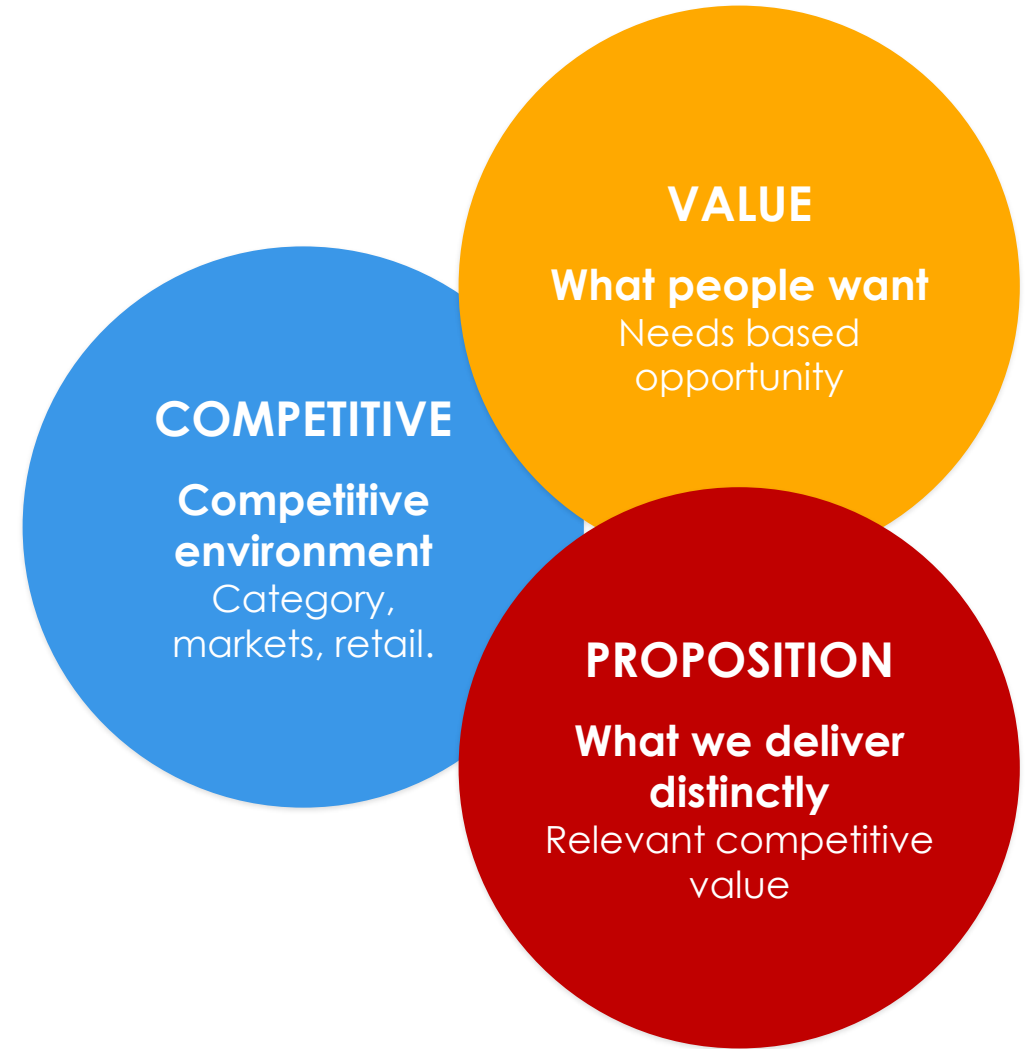 VALUE
What people want
Needs based
opportunity
COMPETITIVE
Competitive
environment
Category,
markets, retail.
PROPOSITION
What we deliver
distinctly
Relevant competitive
value